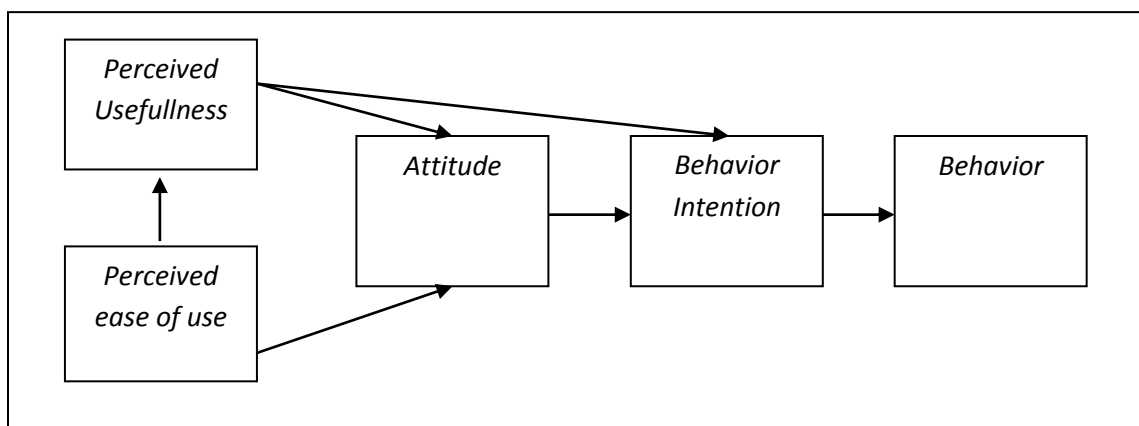 Perceived
Usefullness
Attitude
Behavior
Intention
Behavior
Perceived
ease of use